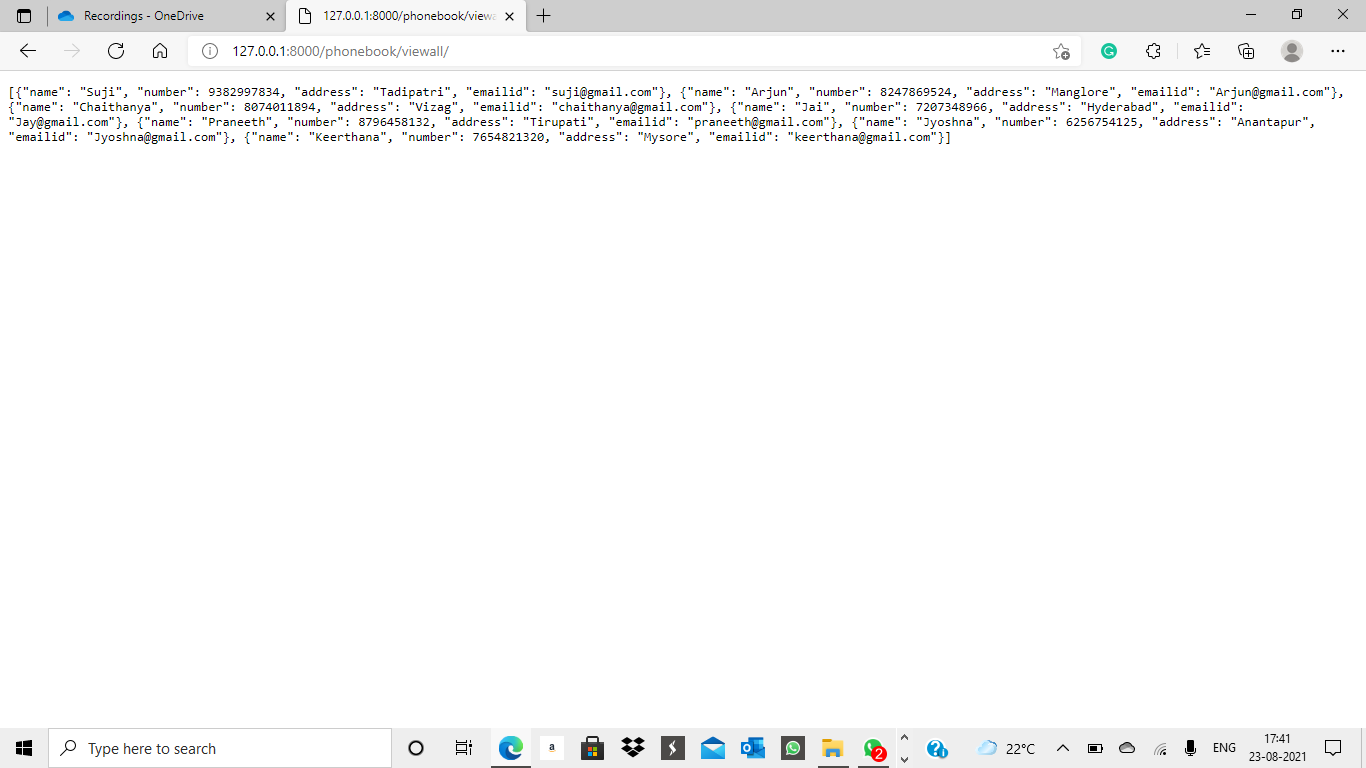 Recordings - OneDrive
127.0.0.1:8000/phonebook/viewa
127.0.0.1:8000/phonebook/viewall/
[{"name": "Suji", "number": 9382997834, "address": "Tadipatri", "emailid": "suji@gmail.com"}, {"name": "Arjun", "number": 8247869524, "address": "Manglore", "emailid": "Arjun@gmail.com"},
{"name": "Chaithanya", "number": 8074011894, "address": "Vizag", "emailid": "chaithanya@gmail.com"}, {"name": "Jai", "number": 7207348966, "address": "Hyderabad", "emailid":
"Jay@gmail.com"}, {"name": "Praneeth", "number": 8796458132, "address": "Tirupati", "emailid": "praneeth@gmail.com"}, {"name": "Jyoshna", "number": 6256754125, "address": "Anantapur",
"emailid": "Jyoshna@gmail.com"}, {"name": "Keerthana", "number": 7654821320, "address": "Mysore", "emailid": "keerthana@gmail.com"}]
Type here to search
a
2
22°C
ENG
17:41
23-08-2021